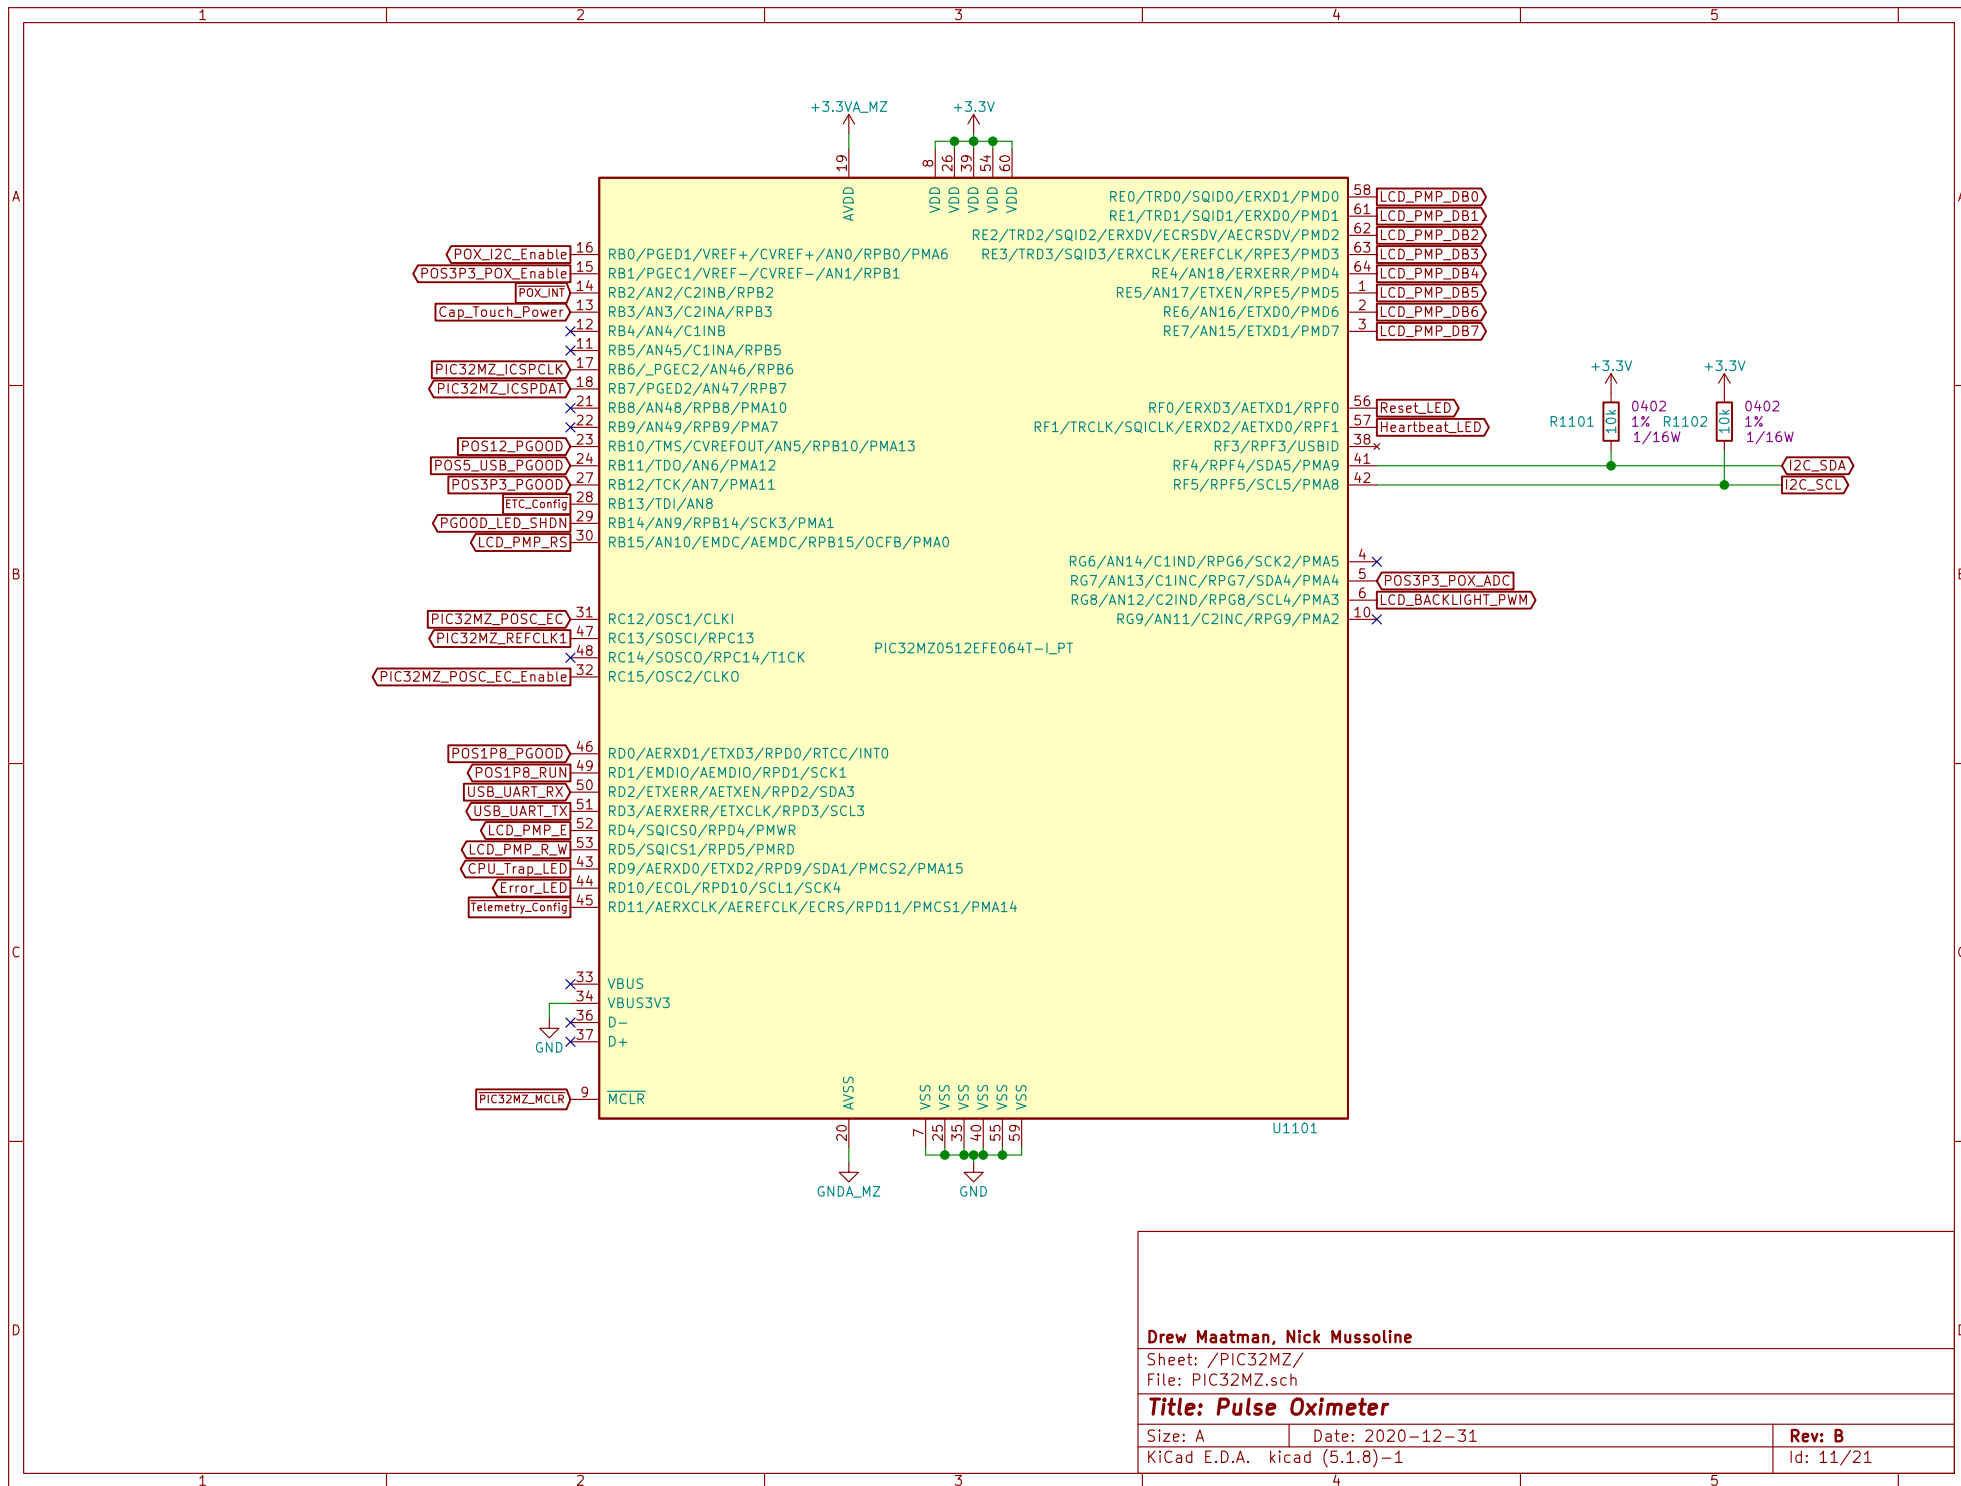 1 2 3 4 5
A
B
C
D
+3.3VA_MZ
+3.3V
19 AVDD
8 VDD
26 VDD
39 VDD
54 VDD
60 VDD
POX_I2C_Enable 16 RB0/PGED1/VREF+/CVREF+/AN0/RPB0/PMA6
POS3P3_POX_Enable 15 RB1/PGEC1/VREF-/CVREF-/AN1/RPB1
POX_INT 14 RB2/AN2/C2INB/RPB2
Cap_Touch_Power 13 RB3/AN3/C2INA/RPB3
12 RB4/AN4/C1INB
11 RB5/AN45/C1INA/RPB5
PIC32MZ_ICSPCLK 17 RB6/_PGEC2/AN46/RPB6
PIC32MZ_ICSPDAT 18 RB7/PGED2/AN47/RPB7
21 RB8/AN48/RPB8/PMA10
22 RB9/AN49/RPB9/PMA7
POS12_PGOOD 23 RB10/TMS/CVREFOUT/AN5/RPB10/PMA13
POS5_USB_PGOOD 24 RB11/TDO/AN6/PMA12
POS3P3_PGOOD 27 RB12/TCK/AN7/PMA11
ETC_Config 28 RB13/TDI/AN8
PGOOD_LED_SHDN 29 RB14/AN9/RPB14/SCK3/PMA1
LCD_PMP_RS 30 RB15/AN10/EMDC/AEMDC/RPB15/OCFB/PMA0
PIC32MZ_POSC_EC 31 RC12/OSC1/CLKI
PIC32MZ_REFCLK1 47 RC13/SOSCI/RPC13
48 RC14/SOSCO/RPC14/T1CK
PIC32MZ_POSC_EC_Enable 32 RC15/OSC2/CLKO
POS1P8_PGOOD 46 RD0/AERXD1/ETXD3/RPD0/RTCC/INT0
POS1P8_RUN 49 RD1/EMDIO/AEMDIO/RPD1/SCK1
USB_UART_RX 50 RD2/ETXERR/AETXEN/RPD2/SDA3
USB_UART_TX 51 RD3/AERXERR/ETXCLK/RPD3/SCL3
LCD_PMP_E 52 RD4/SQICS0/RPD4/PMWR
LCD_PMP_R_W 53 RD5/SQICS1/RPD5/PMRD
CPU_Trap_LED 43 RD9/AERXD0/ETXD2/RPD9/SDA1/PMCS2/PMA15
Error_LED 44 RD10/ECOL/RPD10/SCL1/SCK4
Telemetry_Config 45 RD11/AERXCLK/AEREFCLK/ECRS/RPD11/PMCS1/PMA14
33 VBUS
34 VBUS3V3
36 D-
37 D+
GND
PIC32MZ_MCLR 9 MCLR
PIC32MZ0512EFE064T-I_PT
RE0/TRD0/SQID0/ERXD1/PMD0 58 LCD_PMP_DB0
RE1/TRD1/SQID1/ERXD0/PMD1 61 LCD_PMP_DB1
RE2/TRD2/SQID2/ERXDV/ECRSDV/AECRSDV/PMD2 62 LCD_PMP_DB2
RE3/TRD3/SQID3/ERXCLK/EREFCLK/RPE3/PMD3 63 LCD_PMP_DB3
RE4/AN18/ERXERR/PMD4 64 LCD_PMP_DB4
RE5/AN17/ETXEN/RPE5/PMD5 1 LCD_PMP_DB5
RE6/AN16/ETXD0/PMD6 2 LCD_PMP_DB6
RE7/AN15/ETXD1/PMD7 3 LCD_PMP_DB7
RF0/ERXD3/AETXD1/RPF0 56 Reset_LED
RF1/TRCLK/SQICLK/ERXD2/AETXD0/RPF1 57 Heartbeat_LED
RF3/RPF3/USBID 38
RF4/RPF4/SDA5/PMA9 41 I2C_SDA
RF5/RPF5/SCL5/PMA8 42 I2C_SCL
+3.3V
R1101 10k 0402
1%
1/16W
+3.3V
R1102 10k 0402
1%
1/16W
RG6/AN14/C1IND/RPG6/SCK2/PMA5 4
RG7/AN13/C1INC/RPG7/SDA4/PMA4 5 POS3P3_POX_ADC
RG8/AN12/C2IND/RPG8/SCL4/PMA3 6 LCD_BACKLIGHT_PWM
RG9/AN11/C2INC/RPG9/PMA2 10
AVSS 20
VSS 7
VSS 25
VSS 35
VSS 40
VSS 55
VSS 59
U1101
GNDA_MZ
GND
Drew Maatman, Nick Mussoline
Sheet: /PIC32MZ/
File: PIC32MZ.sch
Title: Pulse Oximeter
Size: A Date: 2020-12-31 Rev: B
KiCad E.D.A. kicad (5.1.8)-1 Id: 11/21
1 2 3 4 5